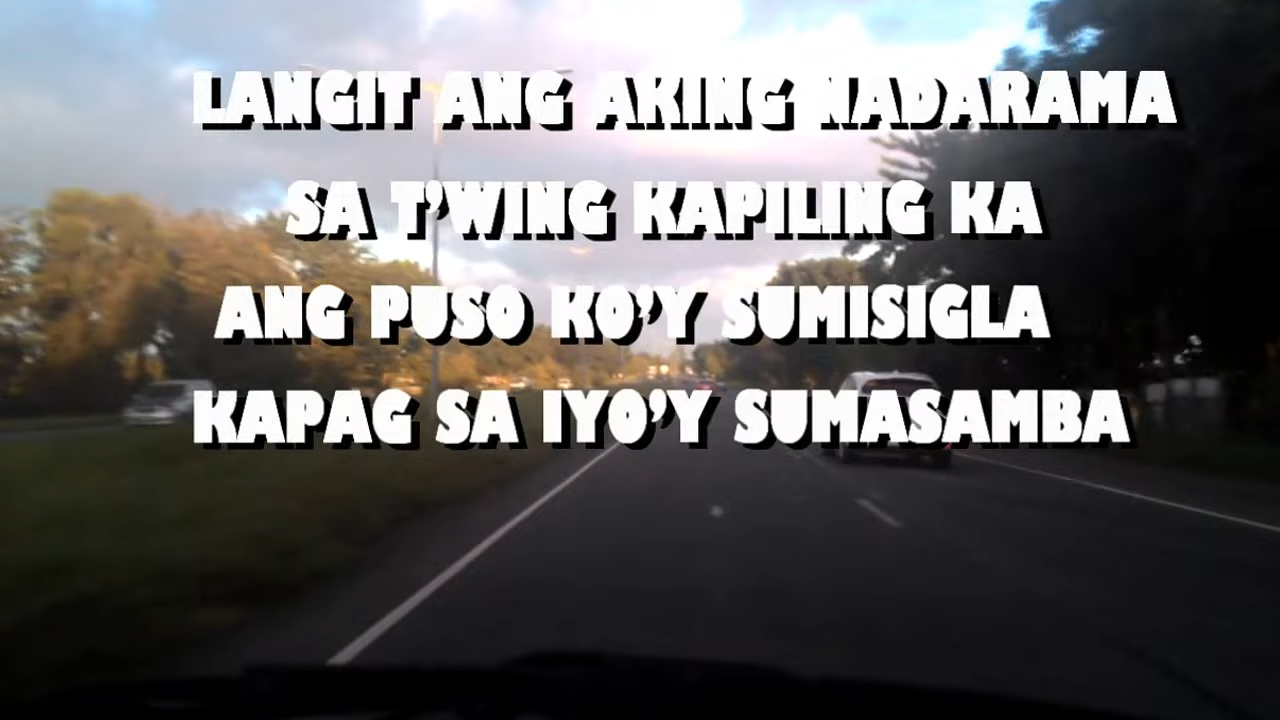 LANGIT ANG AKING NADARAMA
SA T'WING KAPILING KA
ANG PUSO KO'Y SUMISIGLA
KAPAG SA IYO'Y SUMASAMBA